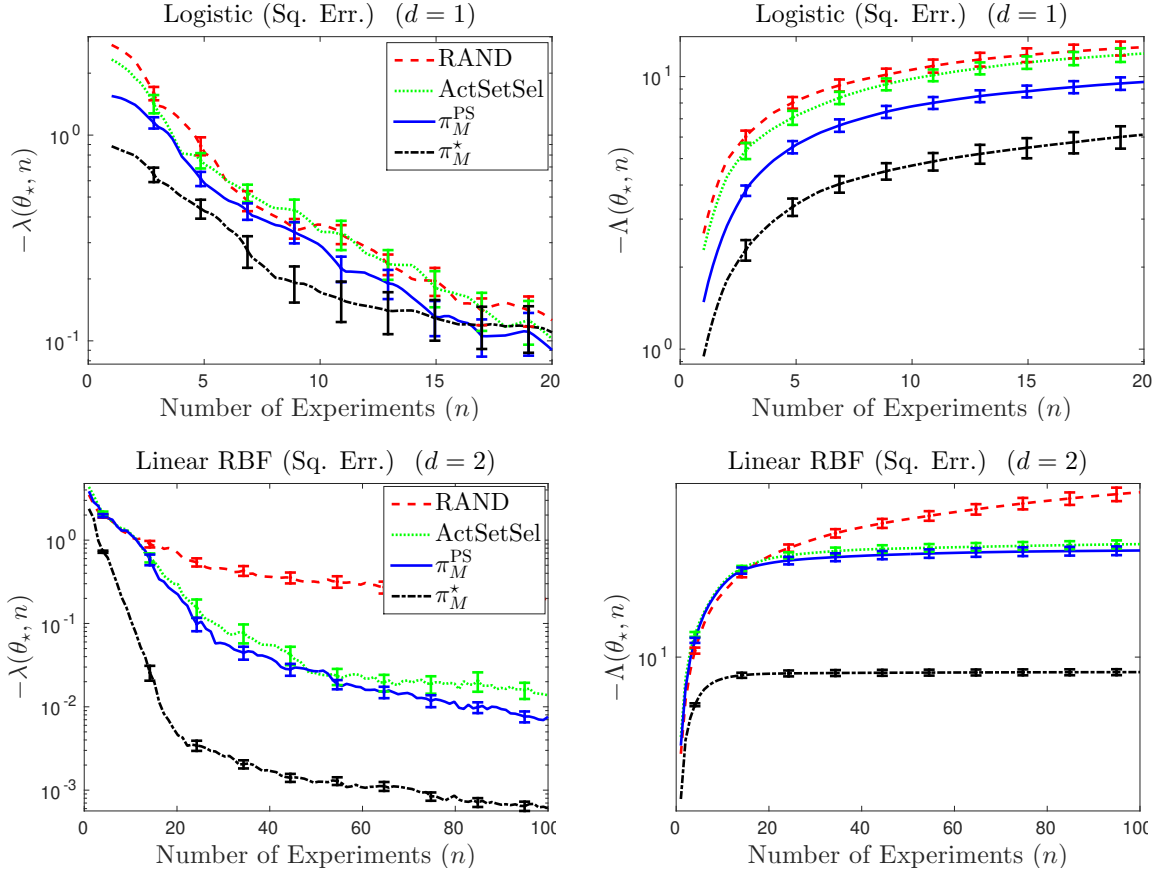 Logistic (Sq. Err.) (d = 1)
−λ(θ⋆, n)
10^0
10^-1
0 5 10 15 20
Number of Experiments (n)
RAND
ActSetSel
π_M^PS
π_M^⋆
Logistic (Sq. Err.) (d = 1)
−Λ(θ⋆, n)
10^1
10^0
0 5 10 15 20
Number of Experiments (n)
Linear RBF (Sq. Err.) (d = 2)
−λ(θ⋆, n)
10^0
10^-1
10^-2
10^-3
0 20 40 60 80 100
Number of Experiments (n)
RAND
ActSetSel
π_M^PS
π_M^⋆
Linear RBF (Sq. Err.) (d = 2)
−Λ(θ⋆, n)
10^1
0 20 40 60 80 100
Number of Experiments (n)